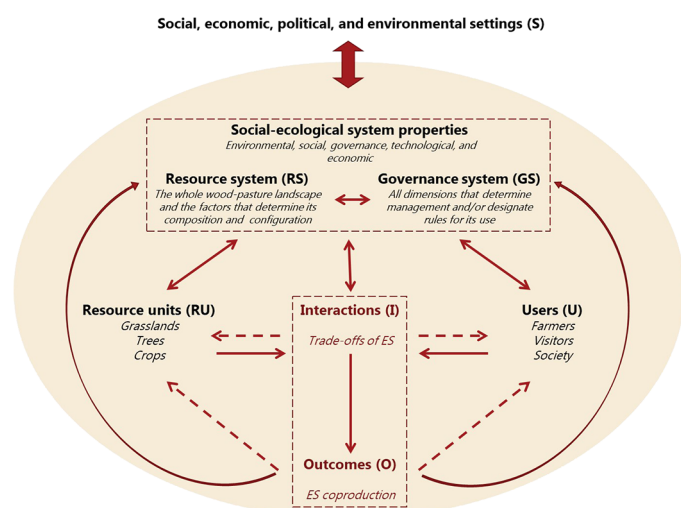 Social, economic, political, and environmental settings (S)
Social-ecological system properties
Environmental, social, governance, technological, and
economic
Resource system (RS)
The whole wood-pasture landscape
and the factors that determine its
composition and configuration
Governance system (GS)
All dimensions that determine
management and/or designate
rules for its use
Resource units (RU)
Grasslands
Trees
Crops
Interactions (I)
Trade-offs of ES
Users (U)
Farmers
Visitors
Society
Outcomes (O)
ES coproduction